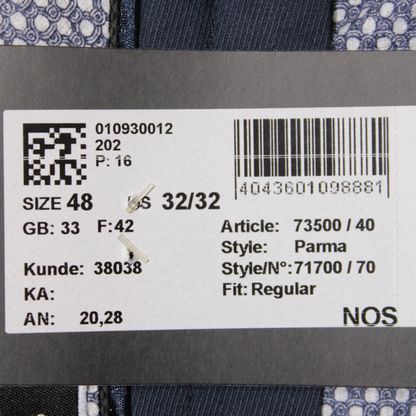 010930012
202
P: 16
4043601098881
SIZE 48 US 32/32
GB: 33 F:42
Article: 73500 / 40
Style: Parma
Kunde: 38038
Style/N°:71700 / 70
KA:
Fit: Regular
AN: 20,28
NOS